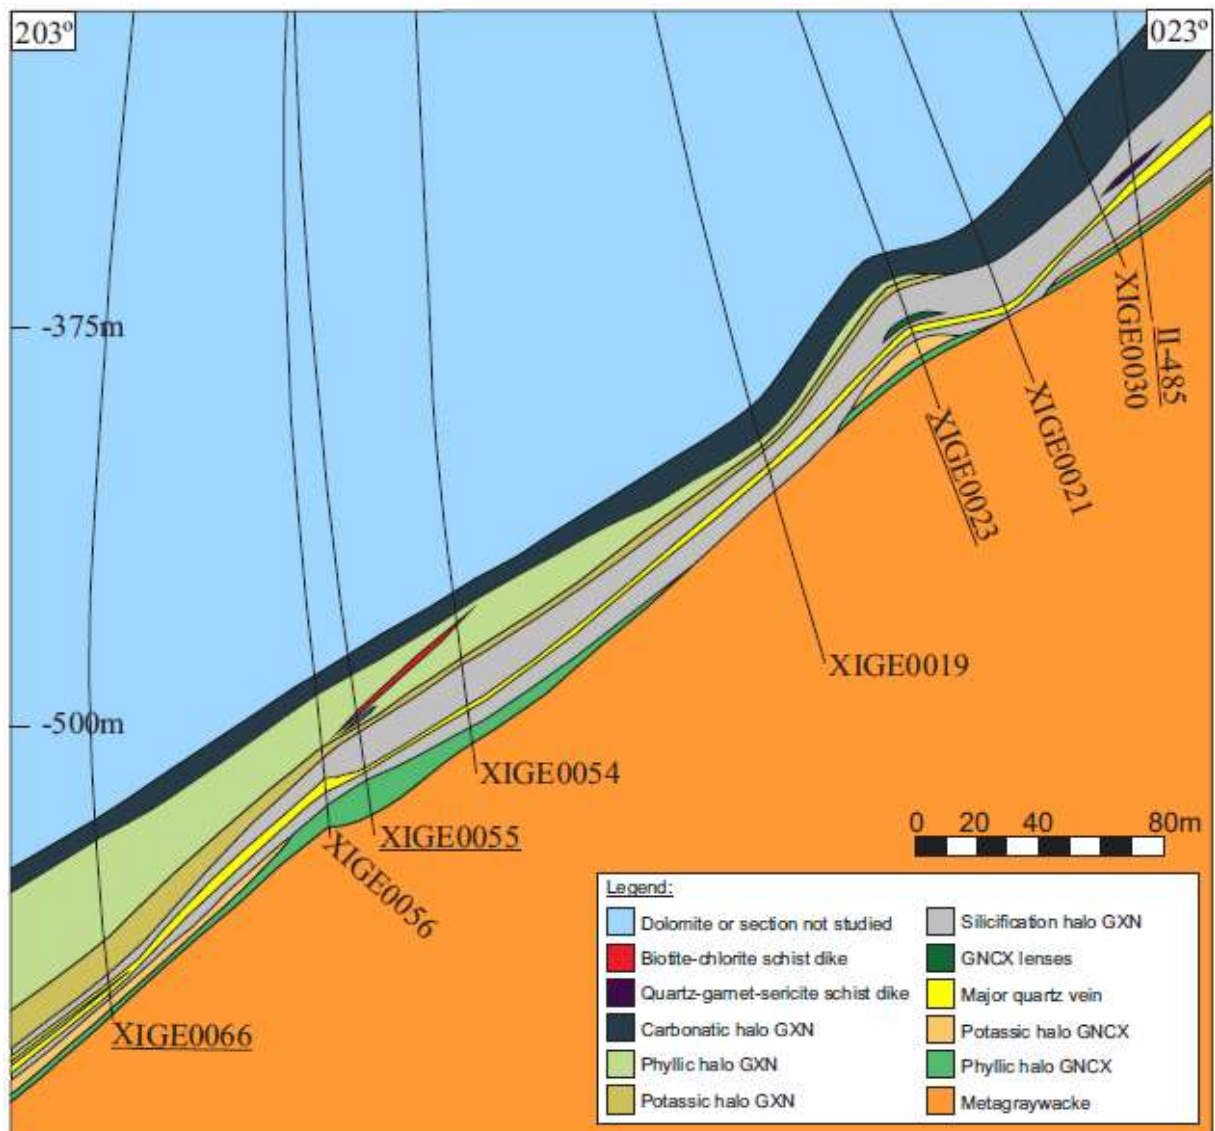 203º
023º
-375m
XIGE0030
II-485
XIGE0021
XIGE0023
XIGE0019
-500m
XIGE0054
XIGE0055
XIGE0056
XIGE0066
0 20 40 80m
Legend:
Dolomite or section not studied
Biotite-chlorite schist dike
Quartz-garnet-sericite schist dike
Carbonatic halo GXN
Phyllic halo GXN
Potassic halo GXN
Silicification halo GXN
GNCX lenses
Major quartz vein
Potassic halo GNCX
Phyllic halo GNCX
Metagraywacke